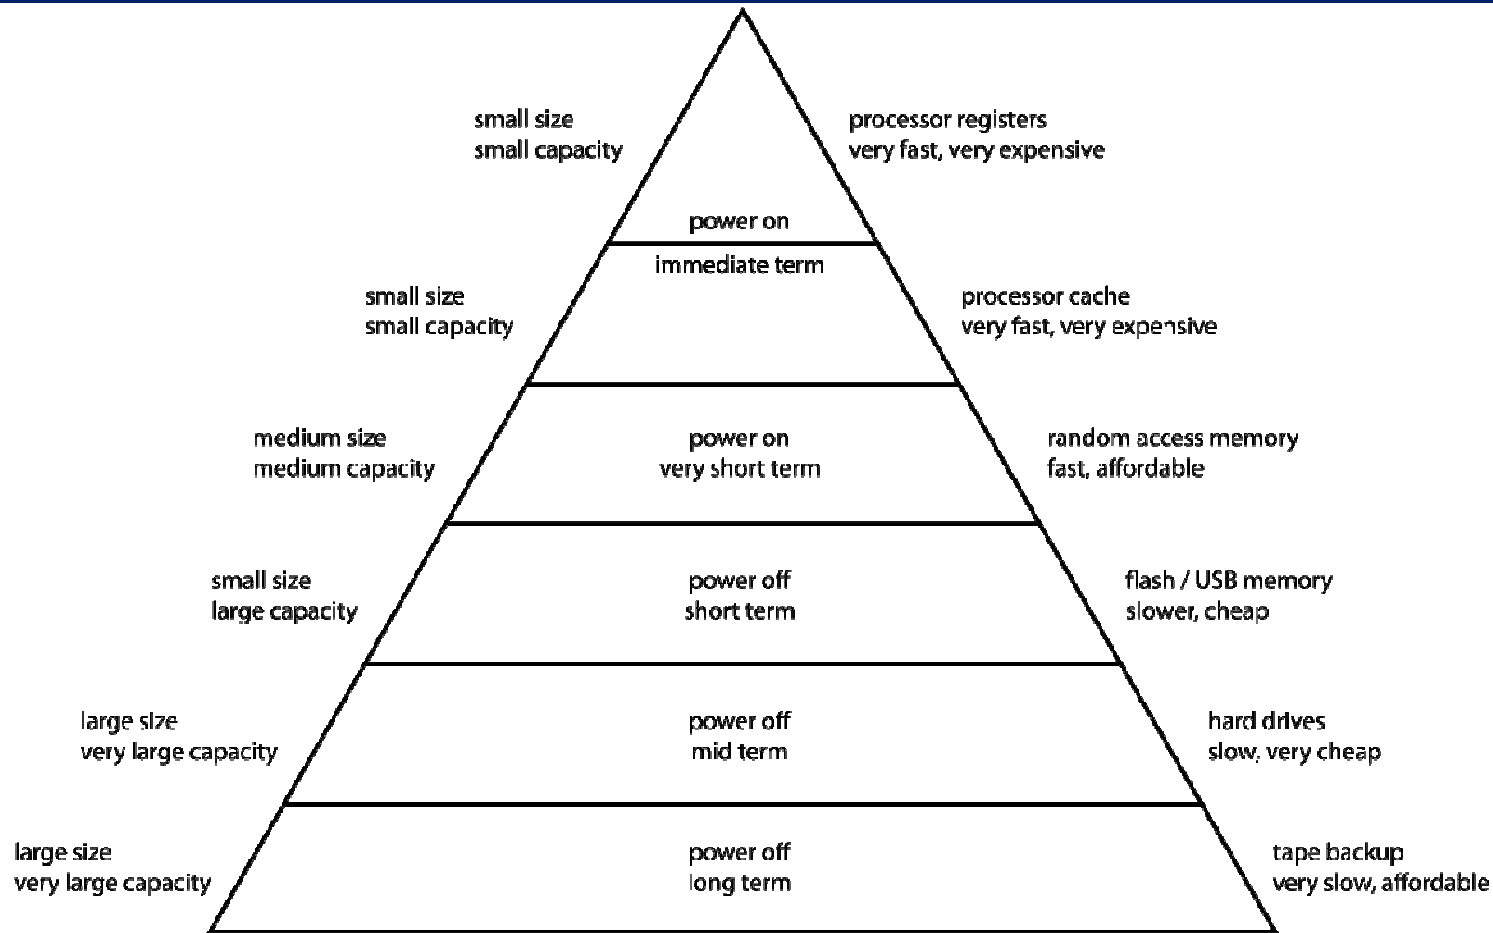 small size
small capacity
processor registers
very fast, very expensive
power on
immediate term
small size
small capacity
processor cache
very fast, very expensive
medium size
medium capacity
power on
very short term
random access memory
fast, affordable
small size
large capacity
power off
short term
flash / USB memory
slower, cheap
large size
very large capacity
power off
mid term
hard drives
slow, very cheap
large size
very large capacity
power off
long term
tape backup
very slow, affordable